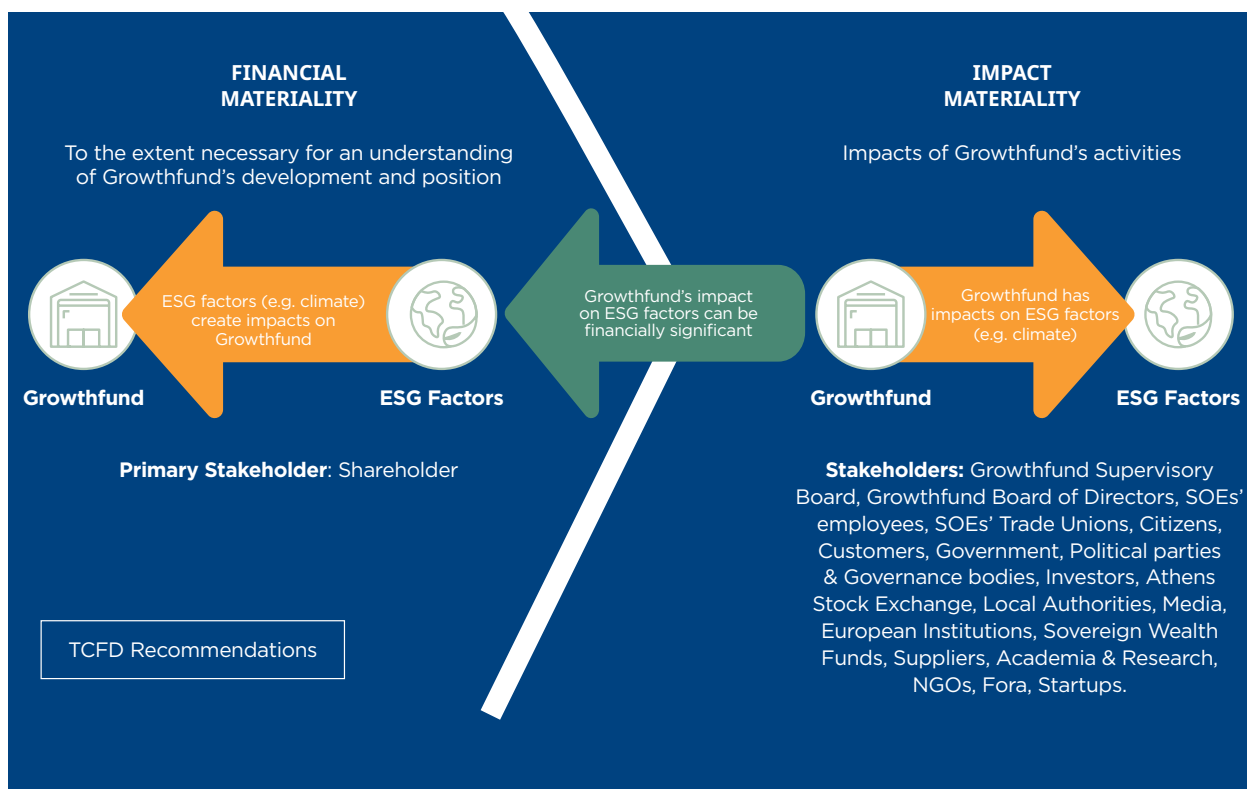 FINANCIAL
MATERIALITY
To the extent necessary for an understanding
of Growthfund's development and position
ESG factors (e.g. climate)
create impacts on
Growthfund
Growthfund
ESG Factors
Primary Stakeholder: Shareholder
TCFD Recommendations
Growthfund's impact
on ESG factors can be
financially significant
IMPACT
MATERIALITY
Impacts of Growthfund's activities
Growthfund has
impacts on ESG factors
(e.g. climate)
Growthfund
ESG Factors
Stakeholders: Growthfund Supervisory
Board, Growthfund Board of Directors, SOEs'
employees, SOEs' Trade Unions, Citizens,
Customers, Government, Political parties
& Governance bodies, Investors, Athens
Stock Exchange, Local Authorities, Media,
European Institutions, Sovereign Wealth
Funds, Suppliers, Academia & Research,
NGOs, Fora, Startups.